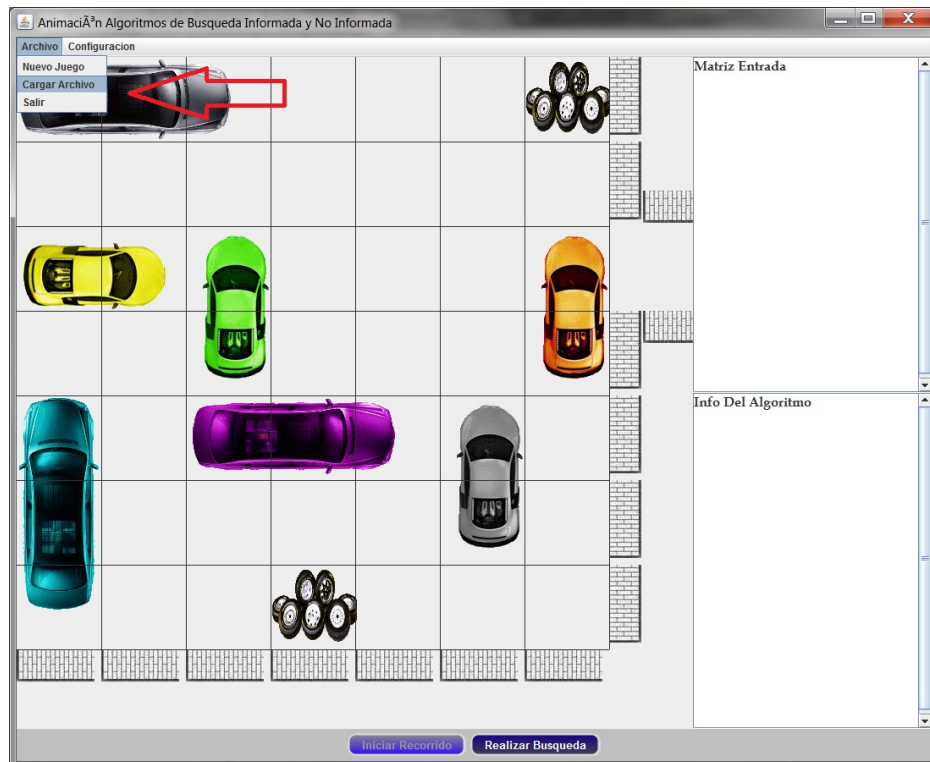 AnimaciÃ³n Algoritmos de Busqueda Informada y No Informada
Archivo Configuracion
Nuevo Juego
Cargar Archivo
Salir
Matriz Entrada
Info Del Algoritmo
Iniciar Recorrido Realizar Busqueda